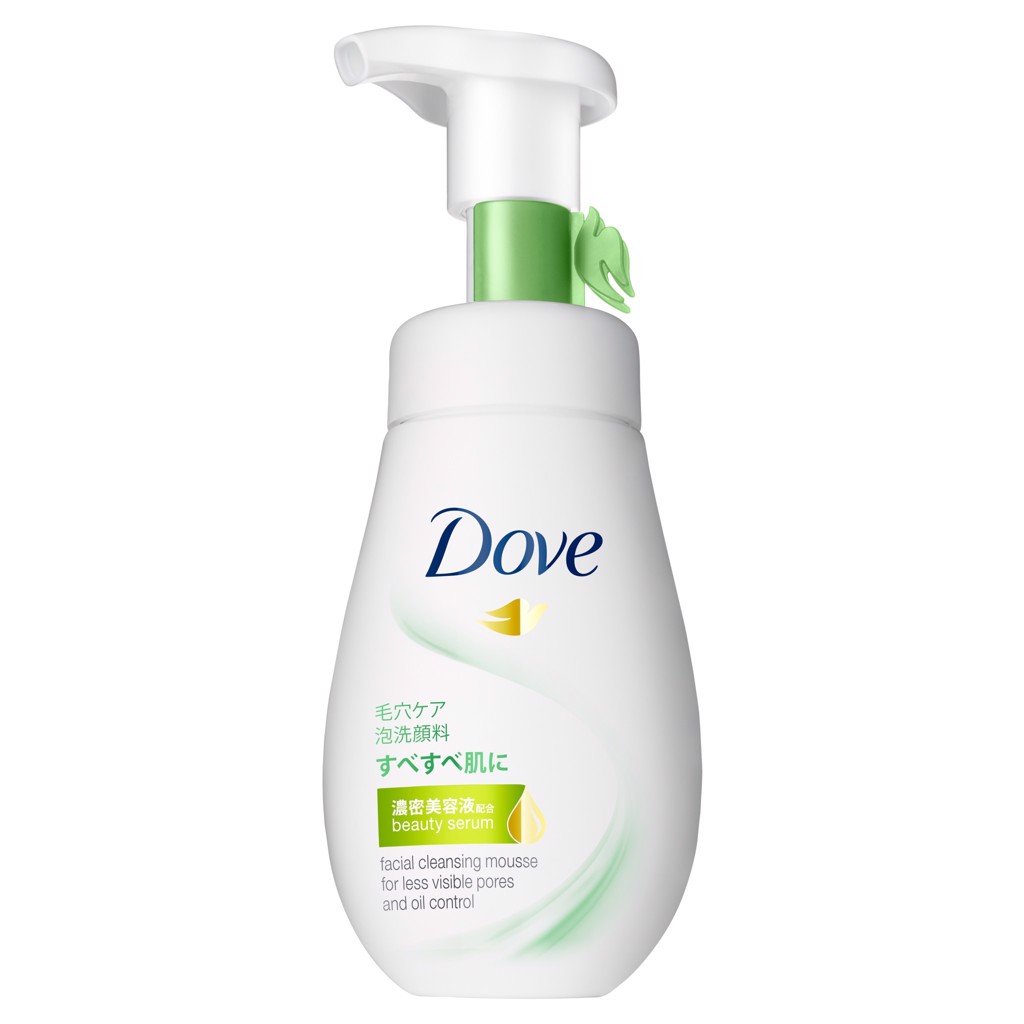 Dove
毛穴ケア
泡洗顔料
すべすべ肌に
濃密美容液配合
beauty serum
facial cleansing mousse
for less visible pores
and oil control